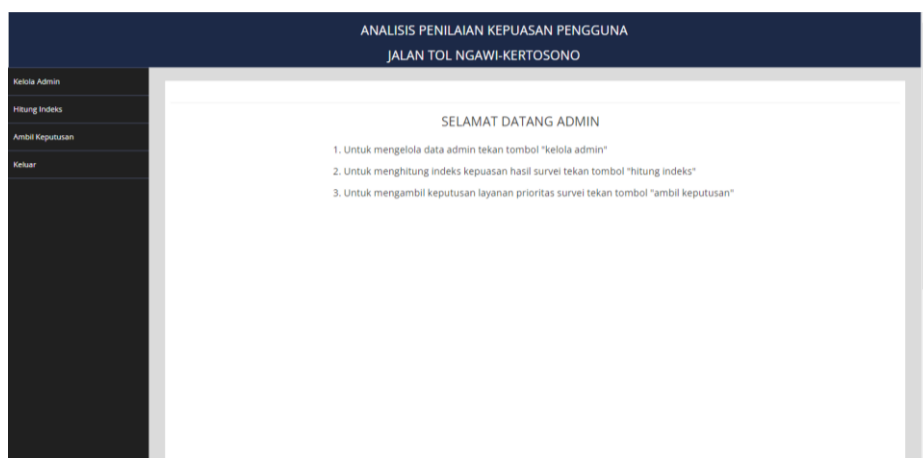 ANALISIS PENILAIAN KEPUASAN PENGGUNA
JALAN TOL NGAWI-KERTOSONO
Kelola Admin
Hitung Indeks
Ambil Keputusan
Keluar
SELAMAT DATANG ADMIN
1. Untuk mengelola data admin tekan tombol "kelola admin"
2. Untuk menghitung indeks kepuasan hasil survei tekan tombol "hitung indeks"
3. Untuk mengambil keputusan layanan prioritas survei tekan tombol "ambil keputusan"